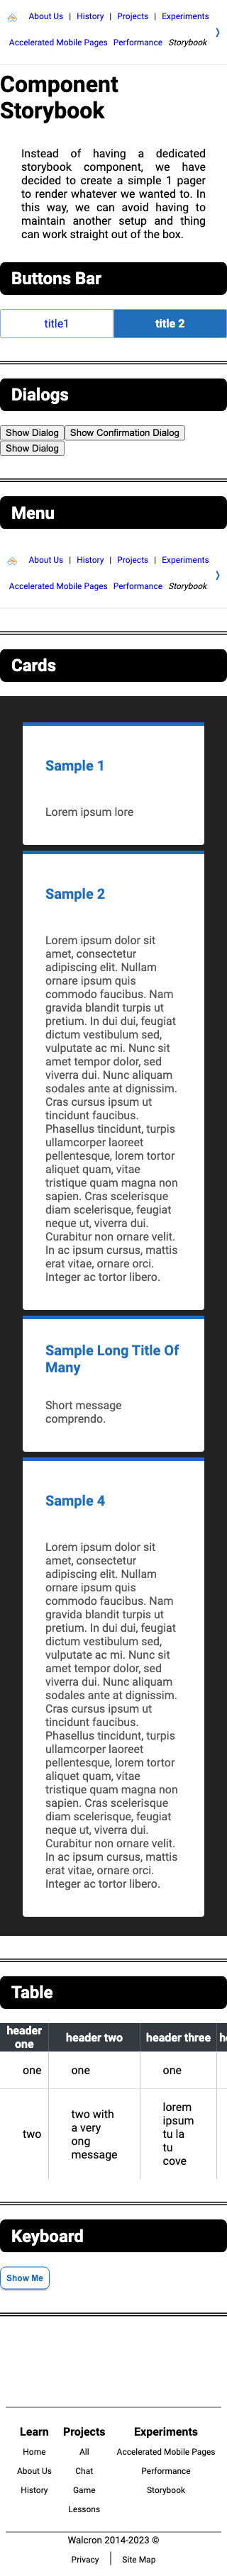 About Us | History | Projects | Experiments
Accelerated Mobile Pages Performance Storybook
Component
Storybook
Instead of having a dedicated
storybook component, we have
decided to create a simple 1 pager
to render whatever we wanted to. In
this way, we can avoid having to
maintain another setup and thing
can work straight out of the box.
Buttons Bar
title1 title 2
Dialogs
Show Dialog Show Confirmation Dialog
Show Dialog
Menu
About Us | History | Projects | Experiments
Accelerated Mobile Pages Performance Storybook
Cards
Sample 1
Lorem ipsum lore
Sample 2
Lorem ipsum dolor sit
amet, consectetur
adipiscing elit. Nullam
ornare ipsum quis
commodo faucibus. Nam
gravida blandit turpis ut
pretium. In dui dui, feugiat
dictum vestibulum sed,
vulputate ac mi. Nunc sit
amet tempor dolor, sed
viverra dui. Nunc aliquam
sodales ante at dignissim.
Cras cursus ipsum ut
tincidunt faucibus.
Phasellus tincidunt, turpis
ullamcorper laoreet
pellentesque, lorem tortor
aliquet quam, vitae
tristique quam magna non
sapien. Cras scelerisque
diam scelerisque, feugiat
neque ut, viverra dui.
Curabitur non ornare velit.
In ac ipsum cursus, mattis
erat vitae, ornare orci.
Integer ac tortor libero.
Sample Long Title Of
Many
Short message
comprendo.
Sample 4
Lorem ipsum dolor sit
amet, consectetur
adipiscing elit. Nullam
ornare ipsum quis
commodo faucibus. Nam
gravida blandit turpis ut
pretium. In dui dui, feugiat
dictum vestibulum sed,
vulputate ac mi. Nunc sit
amet tempor dolor, sed
viverra dui. Nunc aliquam
sodales ante at dignissim.
Cras cursus ipsum ut
tincidunt faucibus.
Phasellus tincidunt, turpis
ullamcorper laoreet
pellentesque, lorem tortor
aliquet quam, vitae
tristique quam magna non
sapien. Cras scelerisque
diam scelerisque, feugiat
neque ut, viverra dui.
Curabitur non ornare velit.
In ac ipsum cursus, mattis
erat vitae, ornare orci.
Integer ac tortor libero.
Table
header one header two header three
one one one
two two with a very ong message lorem ipsum tu la tu cove
Keyboard
Show Me
Learn Projects Experiments
Home All Accelerated Mobile Pages
About Us Chat Performance
History Game Storybook
Lessons
Walcron 2014-2023 ©
Privacy | Site Map